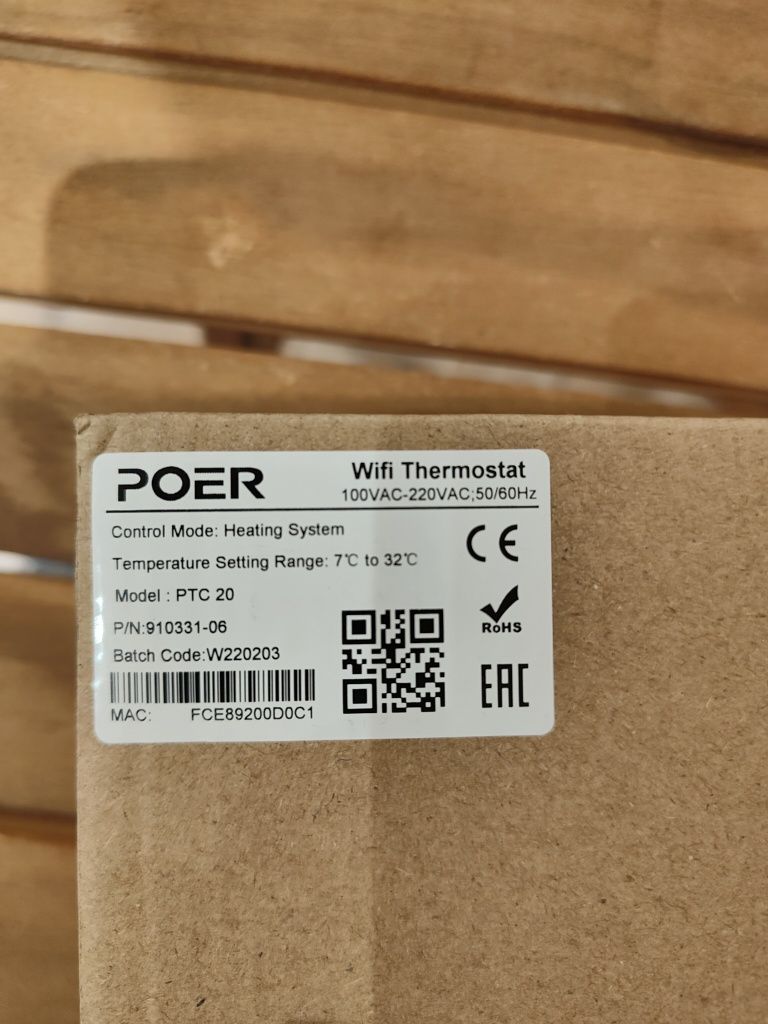 POER
Wifi Thermostat
100VAC-220VAC;50/60Hz
Control Mode: Heating System
Temperature Setting Range: 7℃ to 32℃
Model : PTC 20
P/N:910331-06
Batch Code:W220203
MAC: FCE89200D0C1
CE
RoHS
EAC